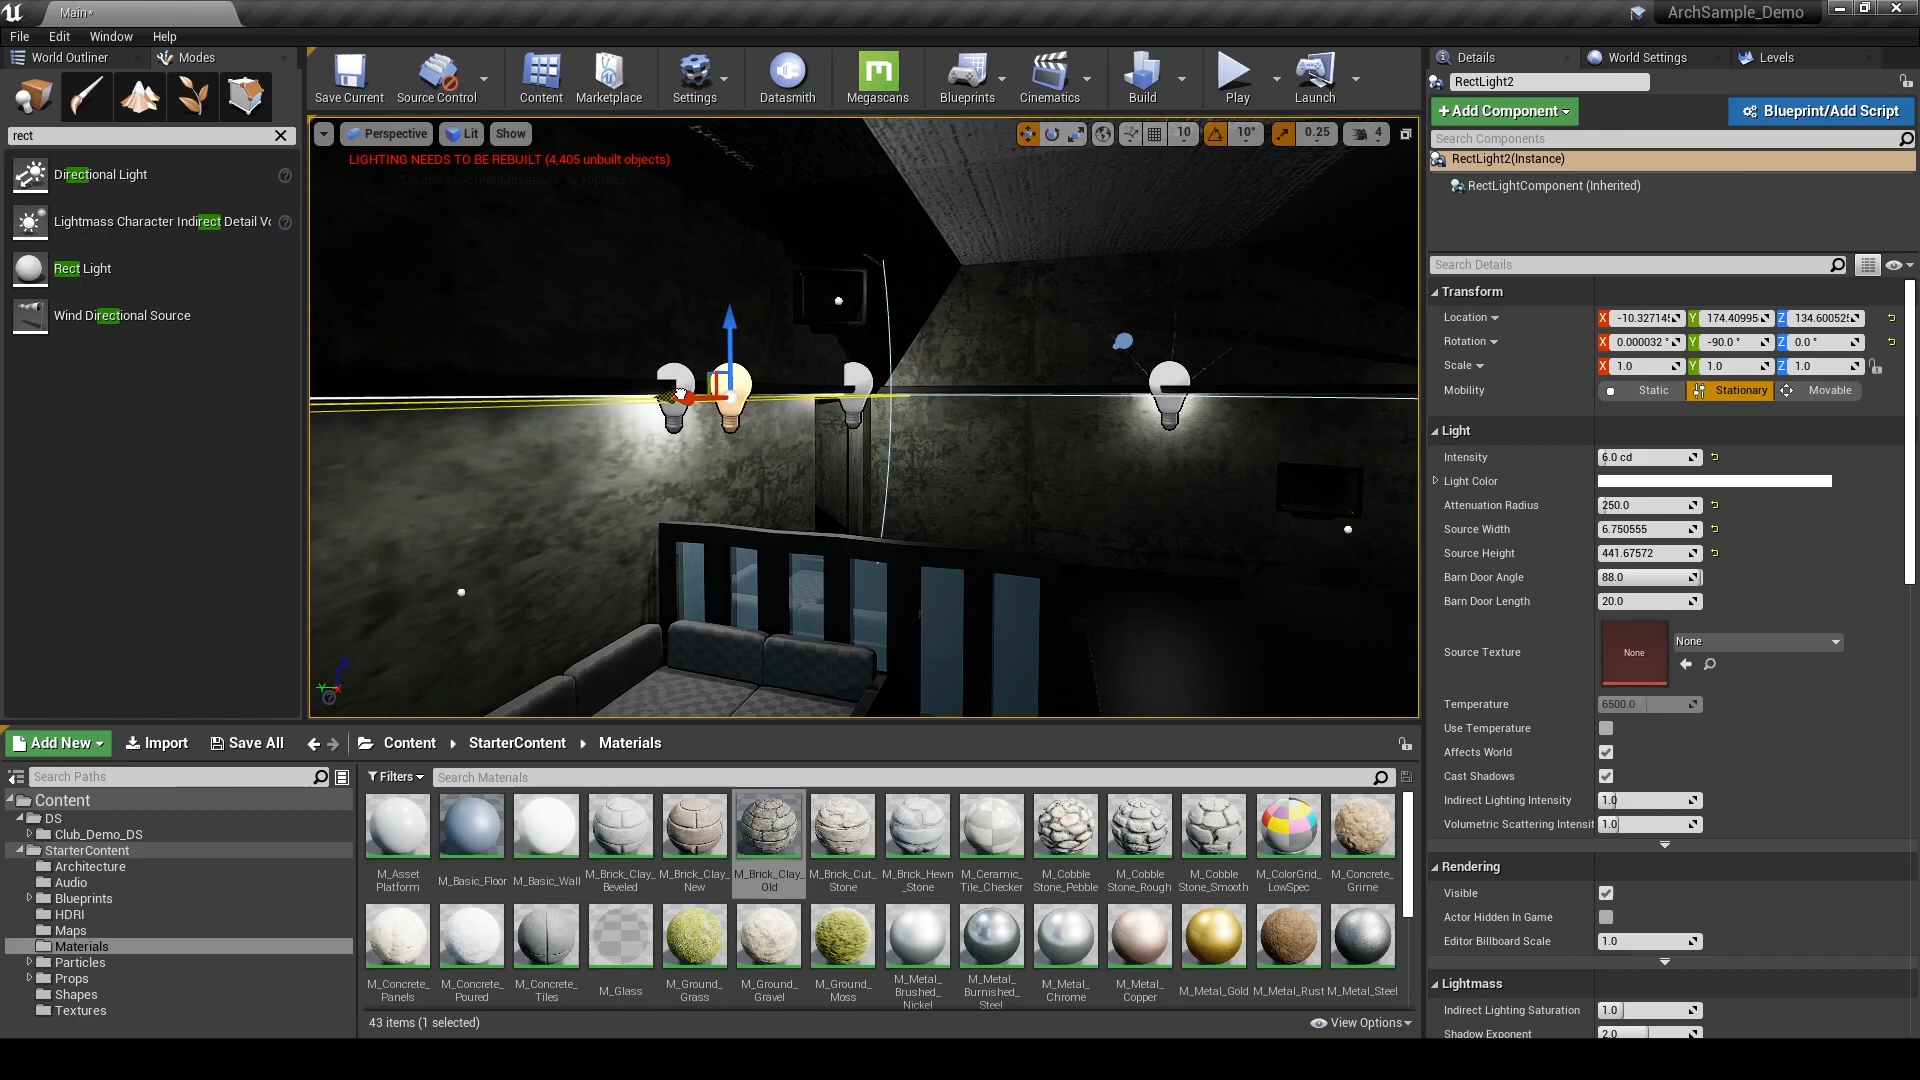 Main*
ArchSample_Demo
File Edit Window Help
World Outliner
Modes
rect
Directional Light
Lightmass Character Indirect Detail Vo
Rect Light
Wind Directional Source
Save Current
Source Control
Content
Marketplace
Settings
Datasmith
Megascans
Blueprints
Cinematics
Build
Play
Launch
Perspective
Lit
Show
10
10°
0.25
4
LIGHTING NEEDS TO BE REBUILT (4,405 unbuilt objects)
'DisableAllScreenMessages' to suppress
Details
World Settings
Levels
RectLight2
+Add Component
Blueprint/Add Script
Search Components
RectLight2(Instance)
RectLightComponent (Inherited)
Search Details
Transform
Location X Y 174.40995 Z 134.60052
Rotation X 0.000032 ° Y -90.0 ° Z 0.0 °
Scale X 1.0 Y 1.0 Z 1.0
Mobility Static Stationary Movable
Light
Intensity 6.0 cd
Light Color
Attenuation Radius 250.0
Source Width 6.750555
Source Height 441.67572
Barn Door Angle 88.0
Barn Door Length 20.0
Source Texture None None
Temperature 6500.0
Use Temperature
Affects World
Cast Shadows
Indirect Lighting Intensity 1.0
Volumetric Scattering Intensit 1.0
Rendering
Visible
Actor Hidden In Game
Editor Billboard Scale 1.0
Lightmass
Indirect Lighting Saturation 1.0
Shadow Exponent 2.0
Add New
Import
Save All
Content
StarterContent
Materials
Search Paths
Content
DS
Club_Demo_DS
StarterContent
Architecture
Audio
Blueprints
HDRI
Maps
Materials
Particles
Props
Shapes
Textures
Filters
Search Materials
M_Asset
Platform
M_Basic_Floor
M_Basic_Wall
M_Brick_Clay_
Beveled
M_Brick_Clay_
New
M_Brick_Clay_
Old
M_Brick_Cut_
Stone
M_Brick_Hewn
_Stone
M_Ceramic_
Tile_Checker
M_Cobble
Stone_Pebble
M_Cobble
Stone_Rough
M_Cobble
Stone_Smooth
M_ColorGrid_
LowSpec
M_Concrete_
Grime
M_Concrete_
Panels
M_Concrete_
Poured
M_Concrete_
Tiles
M_Glass
M_Ground_
Grass
M_Ground_
Gravel
M_Ground_
Moss
M_Metal_
Brushed_
Nickel
M_Metal_
Burnished_
Steel
M_Metal_
Chrome
M_Metal_
Copper
M_Metal_Gold
M_Metal_Rust
M_Metal_Steel
43 items (1 selected)
View Options